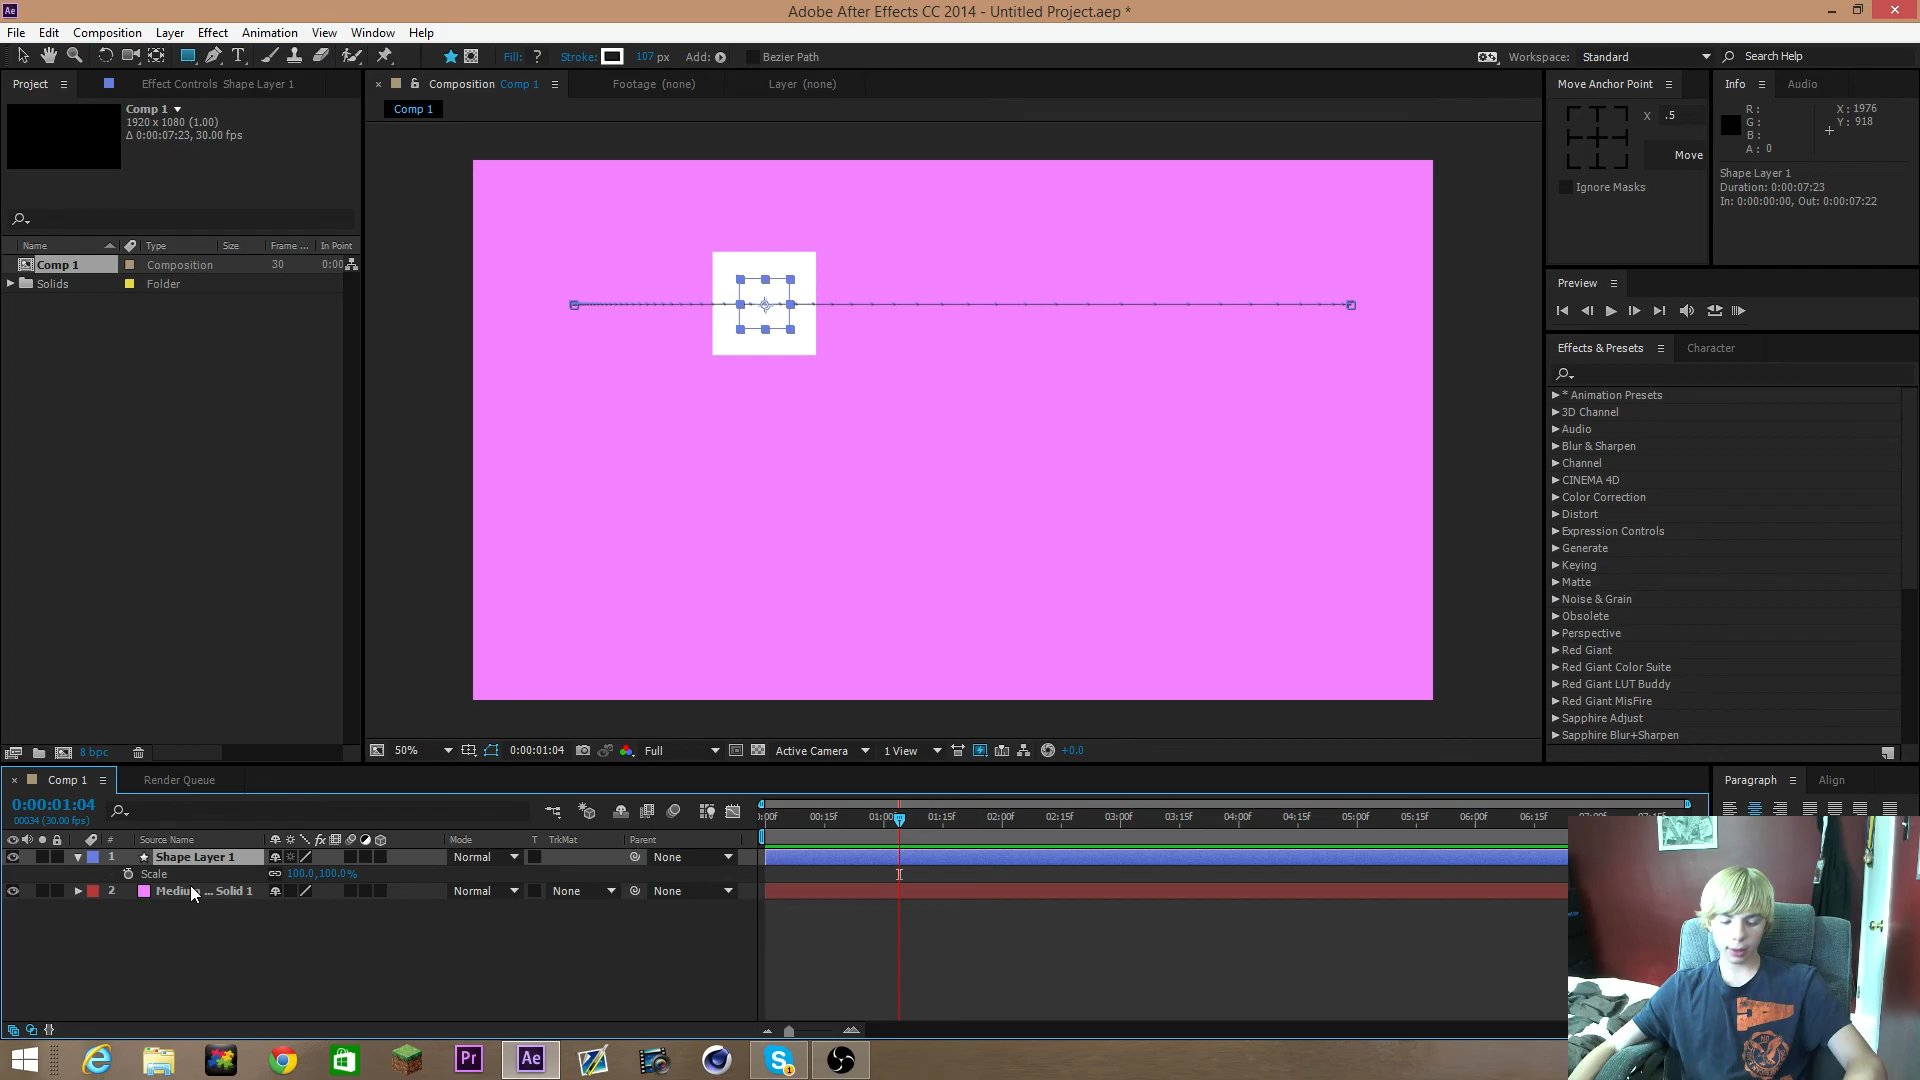 Ae
Adobe After Effects CC 2014 - Untitled Project.aep *
File Edit Composition Layer Effect Animation View Window Help
Fill: ? Stroke: 107 px Add: Bezier Path Workspace: Standard Search Help
Project Effect Controls Shape Layer 1
Composition Comp 1 Footage (none) Layer (none)
Comp 1
Comp 1
1920 x 1080 (1.00)
Δ 0:00:07:23, 30.00 fps
Name Type Size Frame ... In Point
Comp 1 Composition 30 0:00
Solids Folder
8 bpc
50% 0:00:01:04 Full Active Camera 1 View +0.0
Move Anchor Point
X .5
Move
Ignore Masks
Info Audio
R:
G:
B:
A: 0
X: 1976
Y: 918
Shape Layer 1
Duration: 0:00:07:23
In: 0:00:00:00, Out: 0:00:07:22
Preview
Effects & Presets Character
* Animation Presets
3D Channel
Audio
Blur & Sharpen
Channel
CINEMA 4D
Color Correction
Distort
Expression Controls
Generate
Keying
Matte
Noise & Grain
Obsolete
Perspective
Red Giant
Red Giant Color Suite
Red Giant LUT Buddy
Red Giant MisFire
Sapphire Adjust
Sapphire Blur+Sharpen
Comp 1 Render Queue
Paragraph Align
0:00:01:04
00034 (30.00 fps)
:00f 00:15f 01:00f 01:15f 02:00f 02:15f 03:00f 03:15f 04:00f 04:15f 05:00f 05:15f 06:00f 06:15f
# Source Name Mode T TrkMat Parent
1 Shape Layer 1 Normal None
Scale 100.0,100.0%
2 Medium ... Solid 1 Normal None None
Pr Ae
1